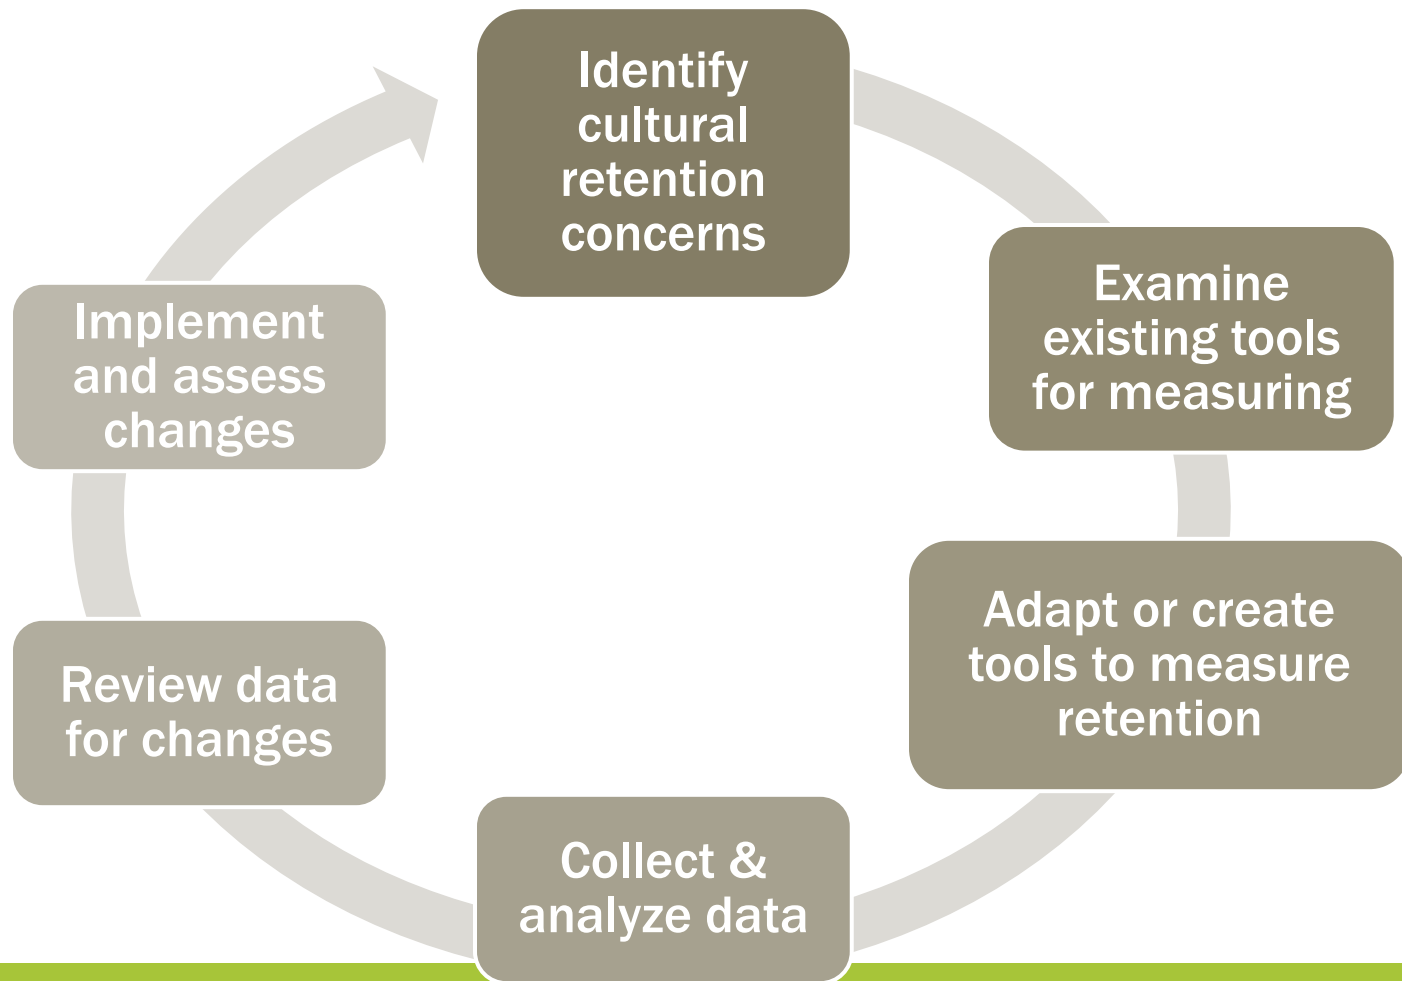 Identify
cultural
retention
concerns
Examine
existing tools
for measuring
Adapt or create
tools to measure
retention
Collect &
analyze data
Review data
for changes
Implement
and assess
changes